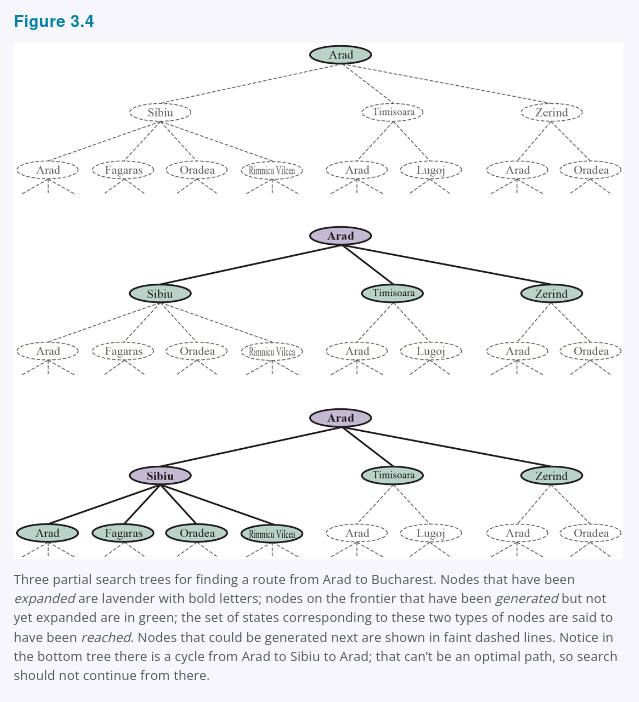 Figure 3.4
Arad
Sibiu Timisoara Zerind
Arad Fagaras Oradea Rimnicu Vilcea Arad Lugoj Arad Oradea
Arad
Sibiu Timisoara Zerind
Arad Fagaras Oradea Rimnicu Vilcea Arad Lugoj Arad Oradea
Arad
Sibiu Timisoara Zerind
Arad Fagaras Oradea Rimnicu Vilcea Arad Lugoj Arad Oradea
Three partial search trees for finding a route from Arad to Bucharest. Nodes that have been
expanded are lavender with bold letters; nodes on the frontier that have been generated but not
yet expanded are in green; the set of states corresponding to these two types of nodes are said to
have been reached. Nodes that could be generated next are shown in faint dashed lines. Notice in
the bottom tree there is a cycle from Arad to Sibiu to Arad; that can’t be an optimal path, so search
should not continue from there.